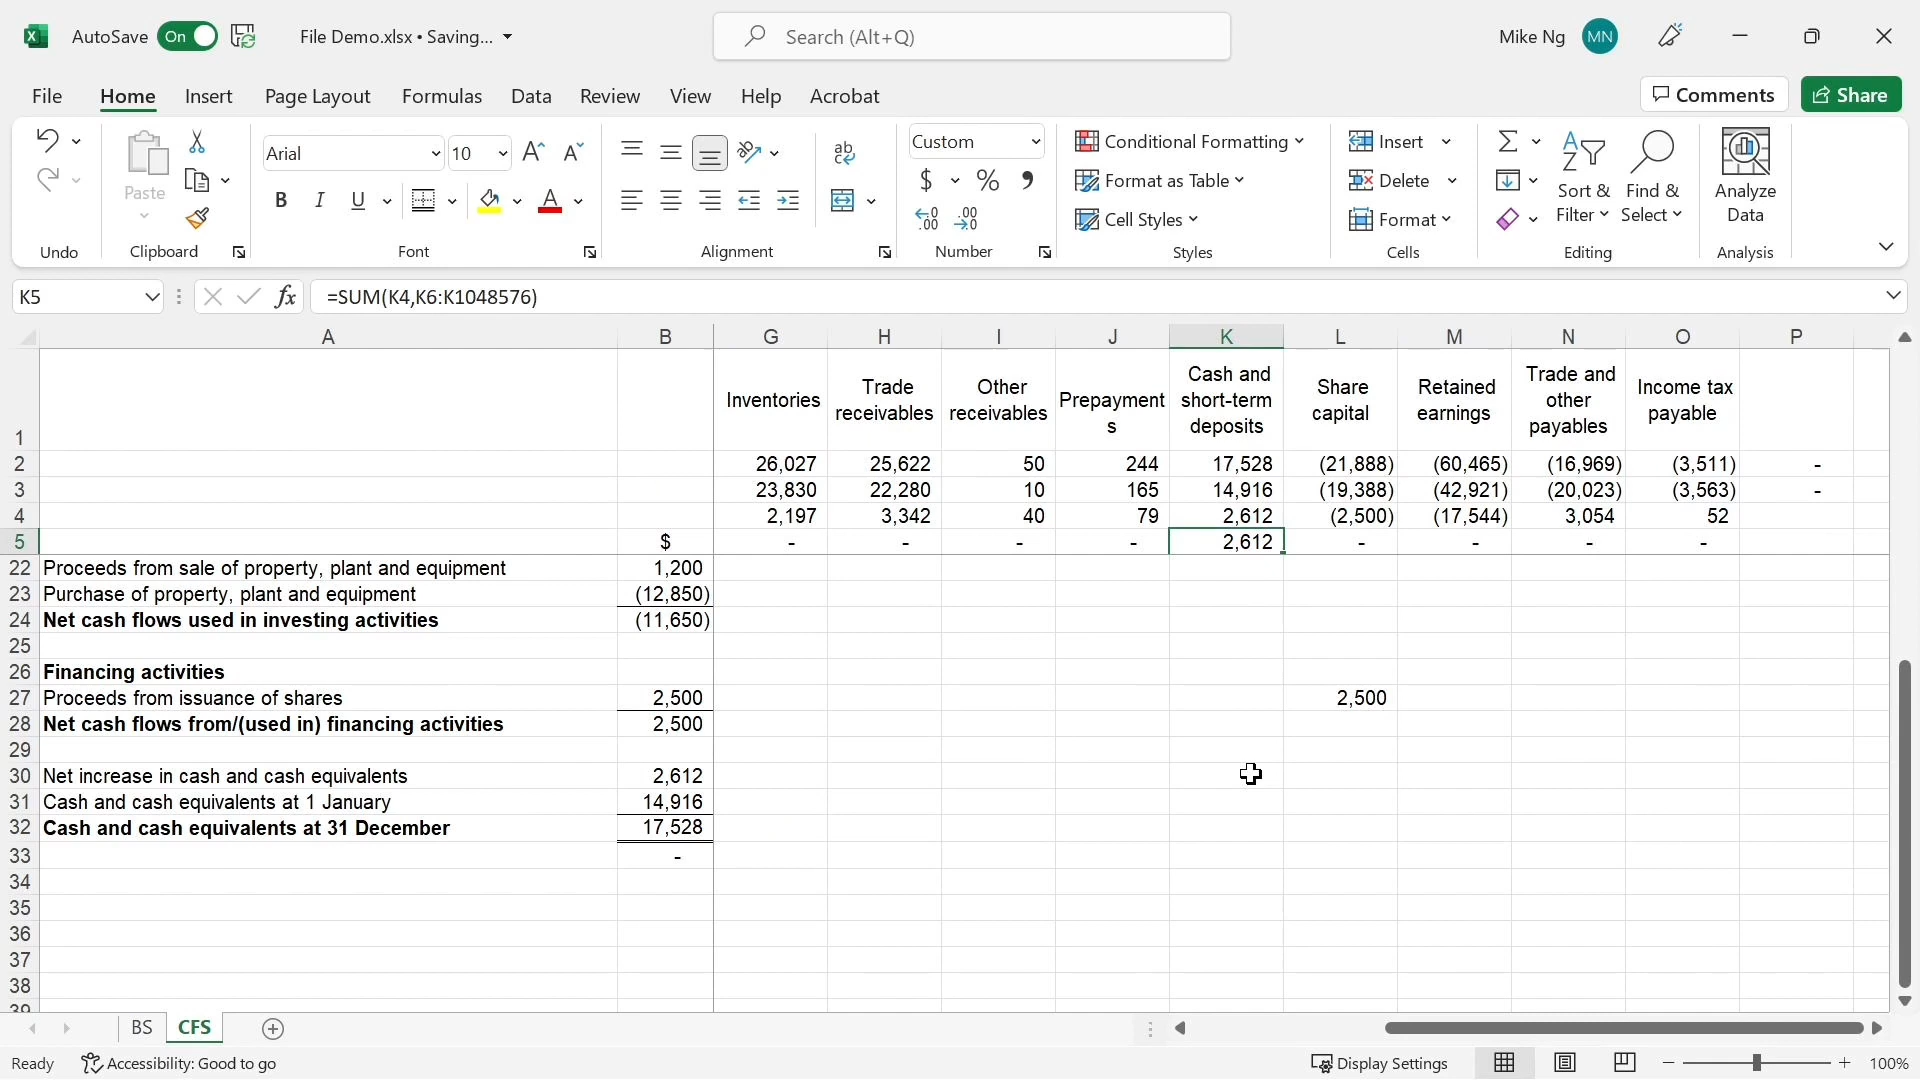 AutoSave On File Demo.xlsx • Saving... Search (Alt+Q) Mike Ng MN
File Home Insert Page Layout Formulas Data Review View Help Acrobat Comments Share
Paste Arial 10 Custom Conditional Formatting Insert
B I U $ % Format as Table Delete Sort & Filter Find & Select Analyze Data
Cell Styles Format
Undo Clipboard Font Alignment Number Styles Cells Editing Analysis
K5 fx =SUM(K4,K6:K1048576)
A B G H I J K L M N O P
1 Inventories Trade receivables Other receivables Prepayments Cash and short-term deposits Share capital Retained earnings Trade and other payables Income tax payable
2 26,027 25,622 50 244 17,528 (21,888) (60,465) (16,969) (3,511) -
3 23,830 22,280 10 165 14,916 (19,388) (42,921) (20,023) (3,563) -
4 2,197 3,342 40 79 2,612 (2,500) (17,544) 3,054 52
5 $ - - - - 2,612 - - - -
22 Proceeds from sale of property, plant and equipment 1,200
23 Purchase of property, plant and equipment (12,850)
24 Net cash flows used in investing activities (11,650)
25
26 Financing activities
27 Proceeds from issuance of shares 2,500 2,500
28 Net cash flows from/(used in) financing activities 2,500
29
30 Net increase in cash and cash equivalents 2,612
31 Cash and cash equivalents at 1 January 14,916
32 Cash and cash equivalents at 31 December 17,528
33 -
34
35
36
37
38
39
BS CFS
Ready Accessibility: Good to go Display Settings 100%